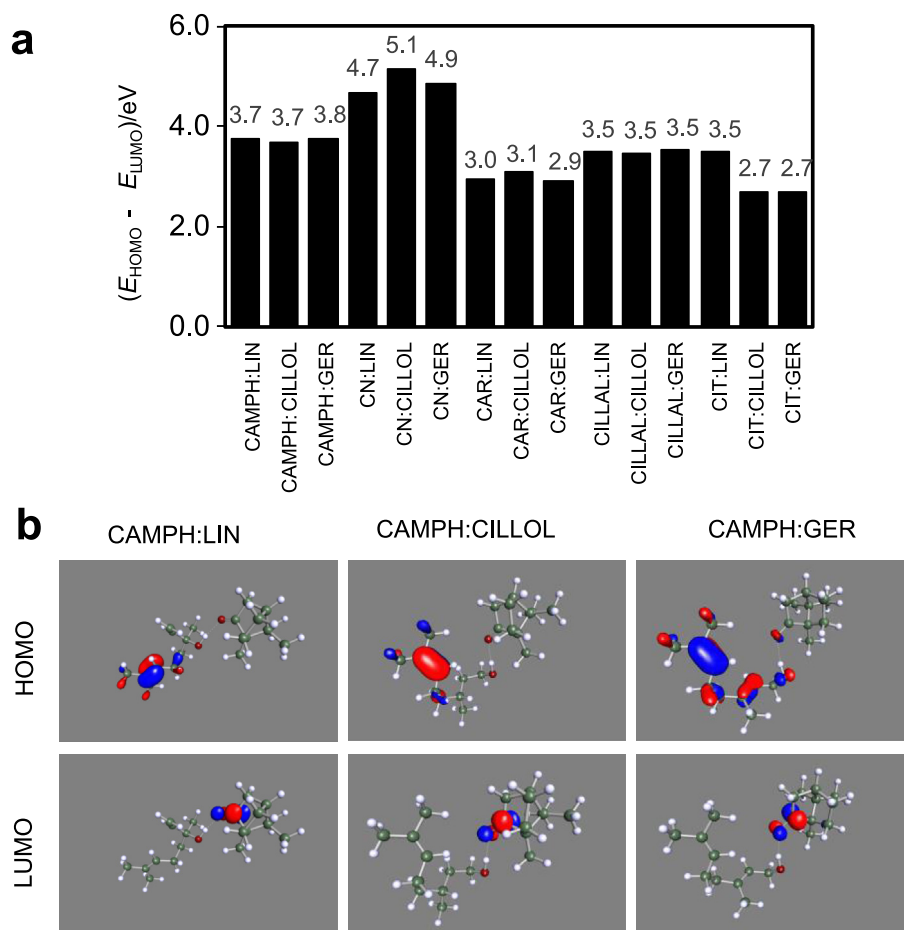 a
(E_HOMO - E_LUMO)/eV
6.0
4.0
2.0
0.0
3.7
3.7
3.8
4.7
5.1
4.9
3.0
3.1
2.9
3.5
3.5
3.5
3.5
2.7
2.7
CAMPH:LIN
CAMPH:CILLOL
CAMPH:GER
CN:LIN
CN:CILLOL
CN:GER
CAR:LIN
CAR:CILLOL
CAR:GER
CILLAL:LIN
CILLAL:CILLOL
CILLAL:GER
CIT:LIN
CIT:CILLOL
CIT:GER
b
CAMPH:LIN
CAMPH:CILLOL
CAMPH:GER
HOMO
LUMO